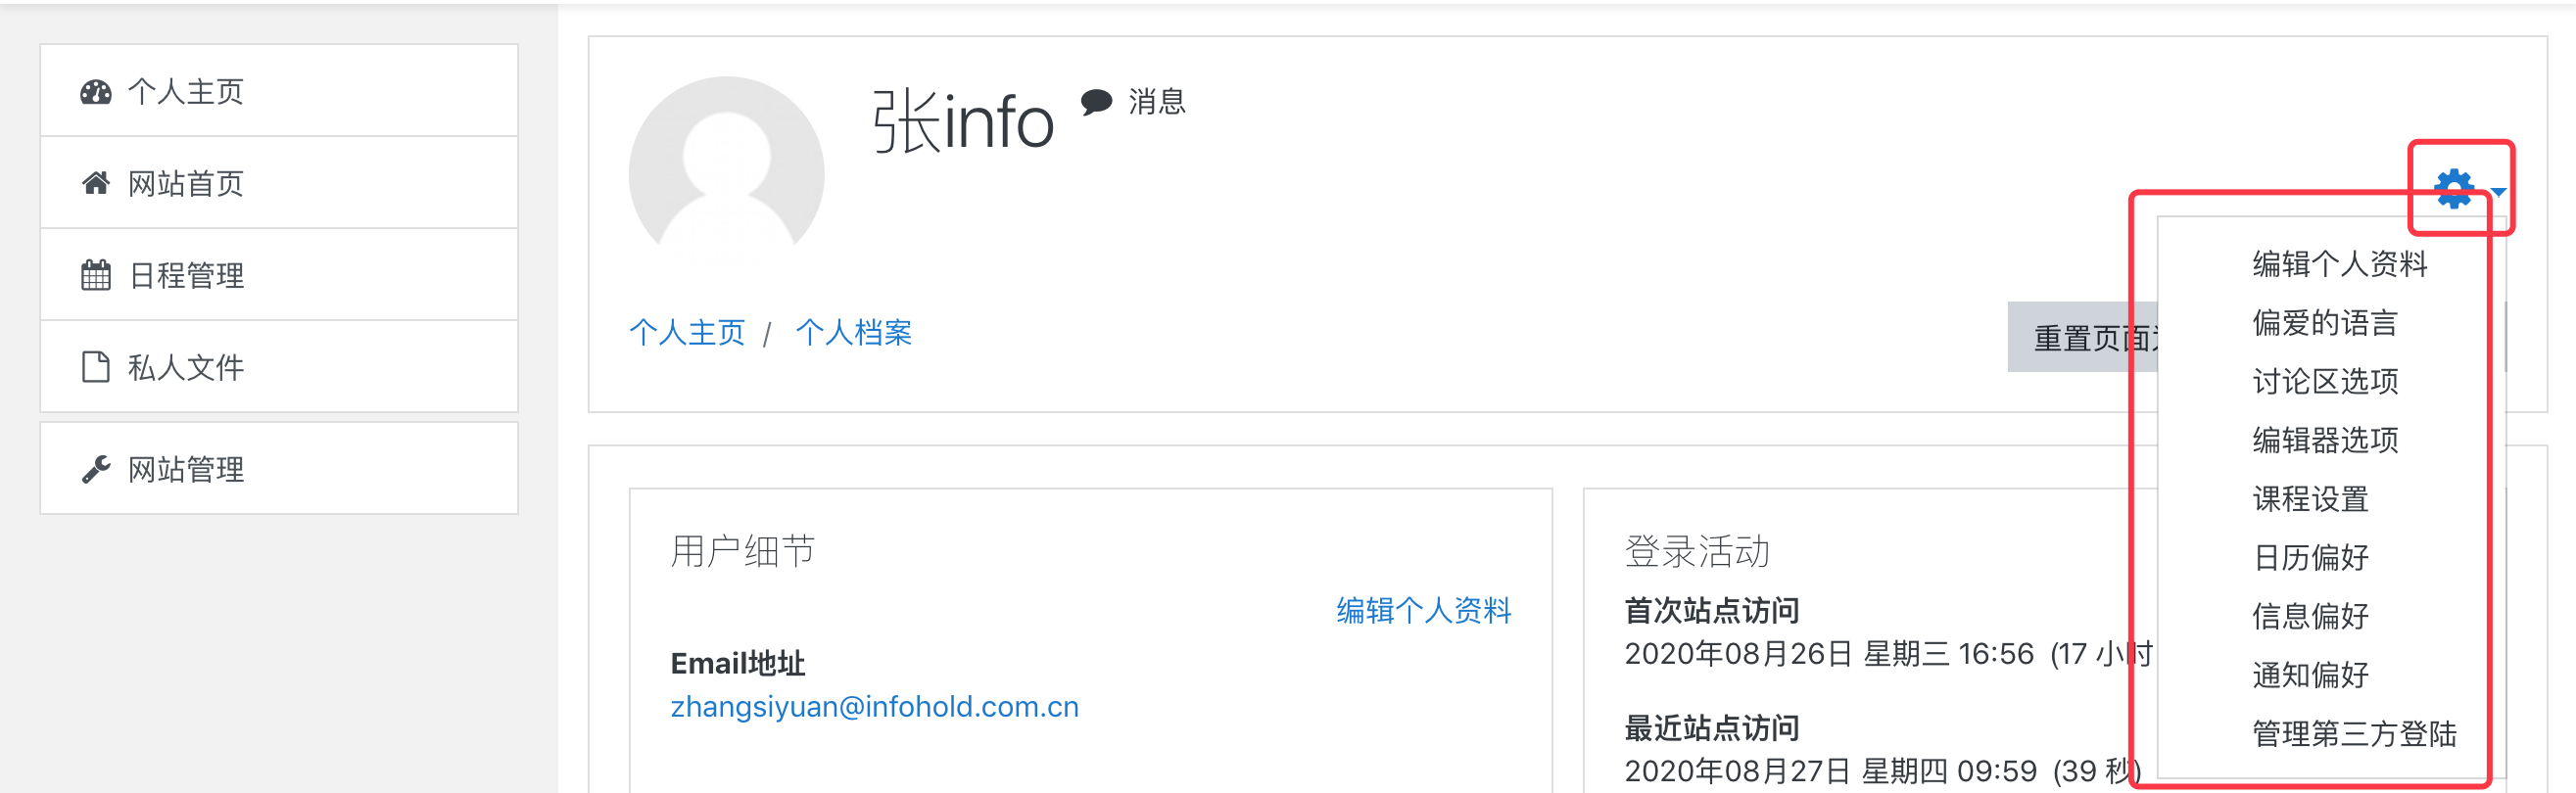 个人主页
网站首页
日程管理
私人文件
网站管理
张info
消息
个人主页 / 个人档案
重置页面
编辑个人资料
偏爱的语言
讨论区选项
编辑器选项
课程设置
日历偏好
信息偏好
通知偏好
管理第三方登陆
用户细节
编辑个人资料
Email地址
zhangsiyuan@infohold.com.cn
登录活动
首次站点访问
2020年08月26日 星期三 16:56 (17 小时
最近站点访问
2020年08月27日 星期四 09:59 (39 秒)